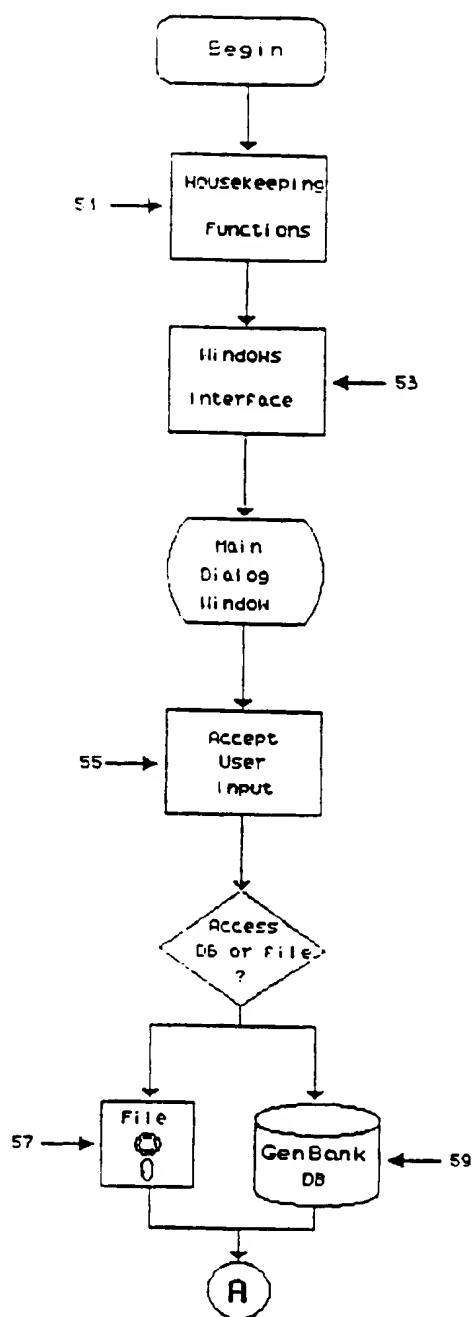 Begin
51
Housekeeping
Functions
Windows
Interface
53
Main
Dialog
Window
55
Accept
User
Input
Access
DB or File
?
57
File
GenBank
DB
59
A